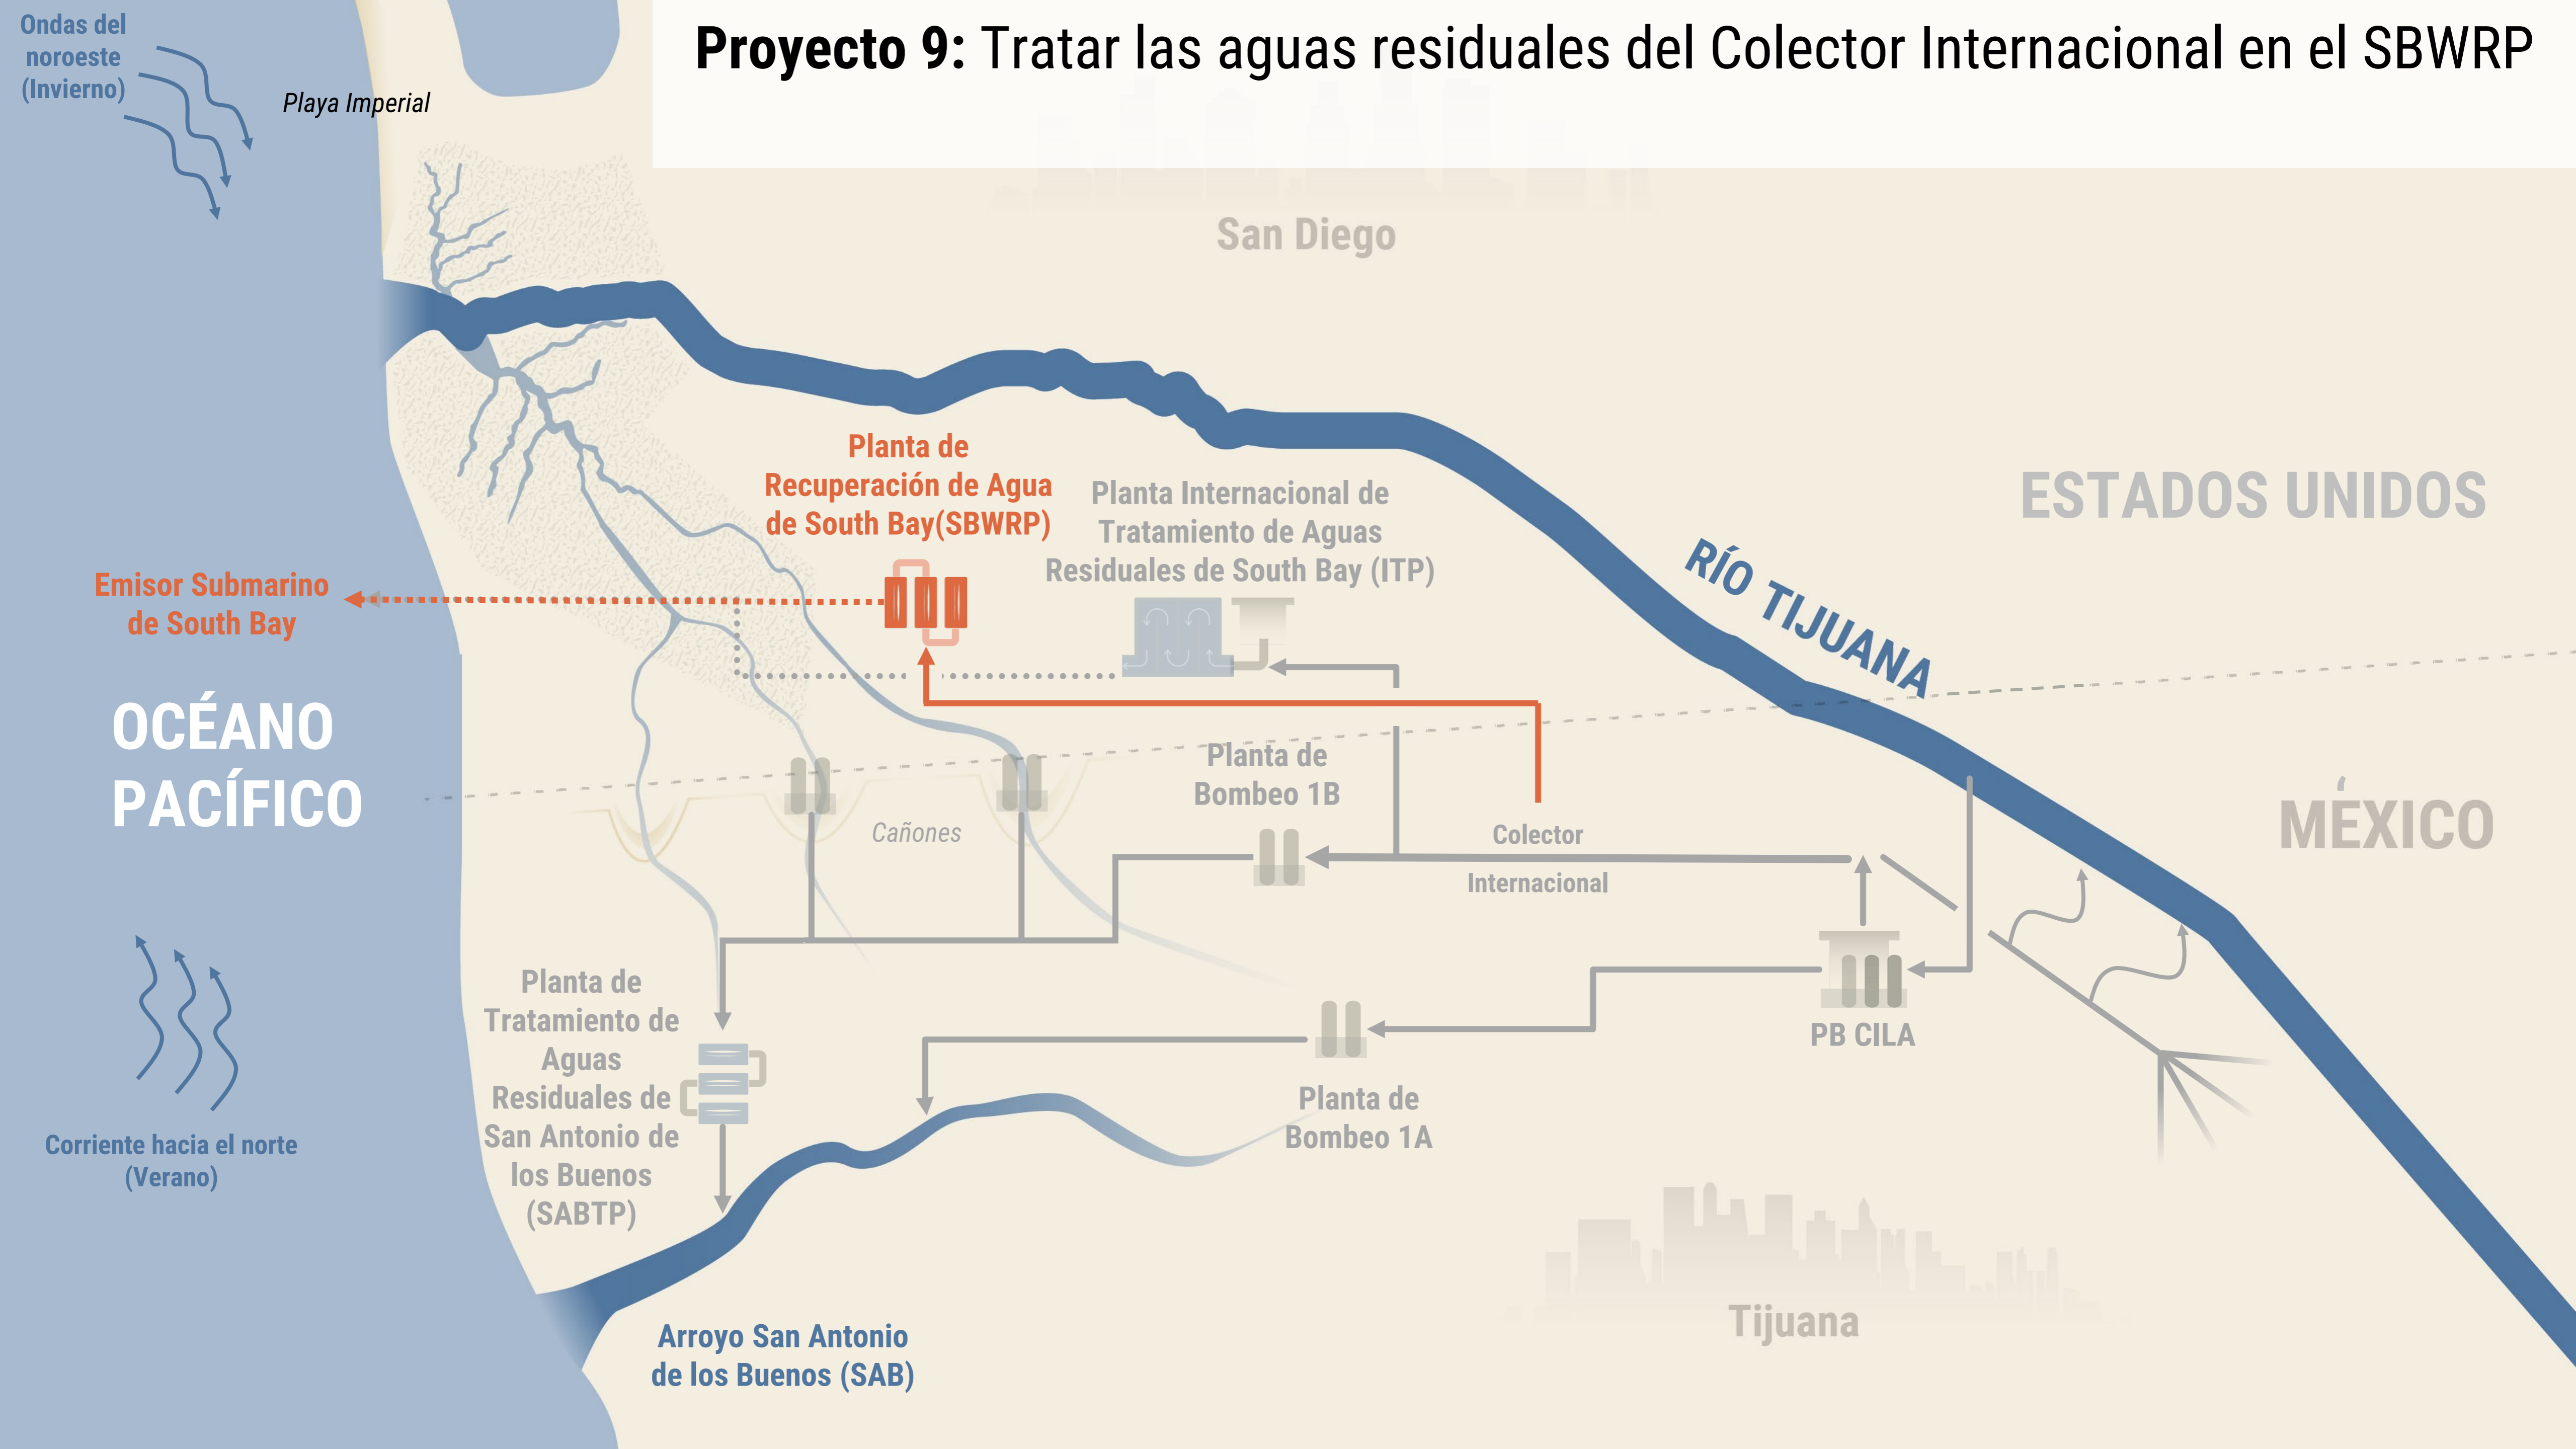 Proyecto 9: Tratar las aguas residuales del Colector Internacional en el SBWRP
Ondas del
noroeste
(Invierno)
Playa Imperial
San Diego
Planta de
Recuperación de Agua
de South Bay(SBWRP)
Planta Internacional de
Tratamiento de Aguas
Residuales de South Bay (ITP)
ESTADOS UNIDOS
RÍO TIJUANA
Emisor Submarino
de South Bay
OCÉANO
PACÍFICO
Planta de
Bombeo 1B
Cañones
Colector
Internacional
MÉXICO
Planta de
Tratamiento de
Aguas
Residuales de
San Antonio de
los Buenos
(SABTP)
PB CILA
Planta de
Bombeo 1A
Corriente hacia el norte
(Verano)
Tijuana
Arroyo San Antonio
de los Buenos (SAB)